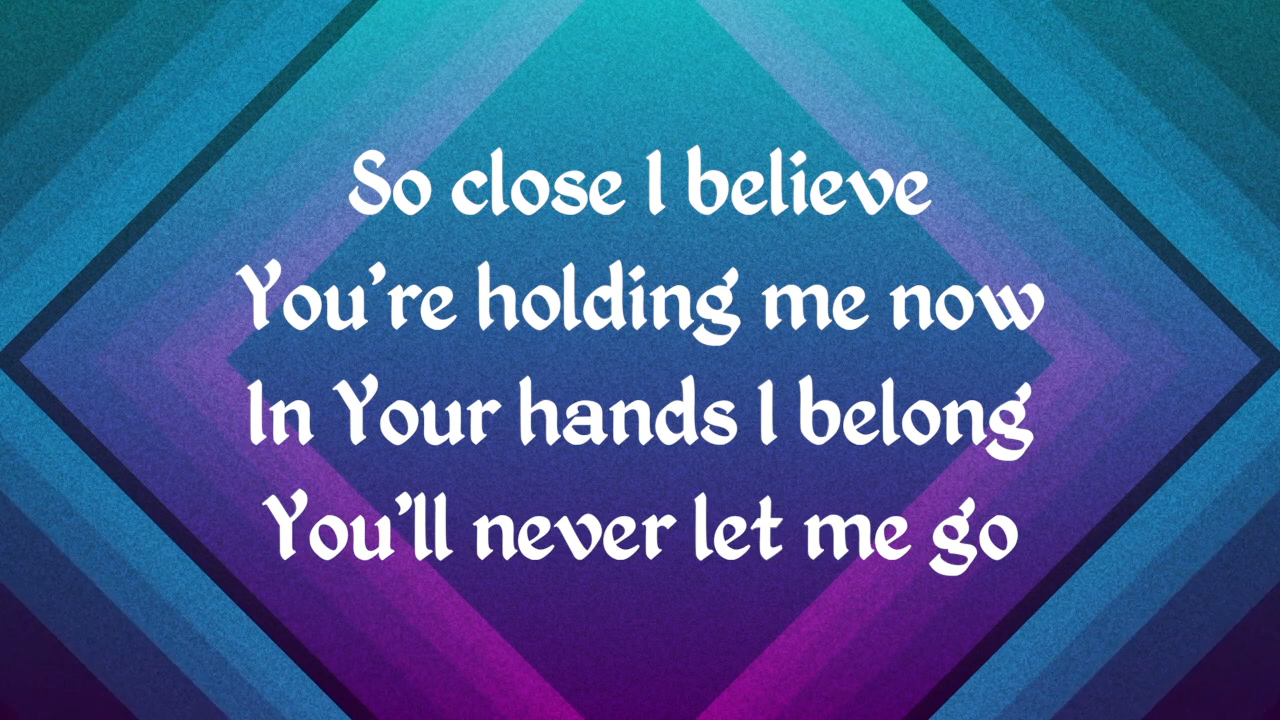 So close I believe
You’re holding me now
In Your hands I belong
You’ll never let me go